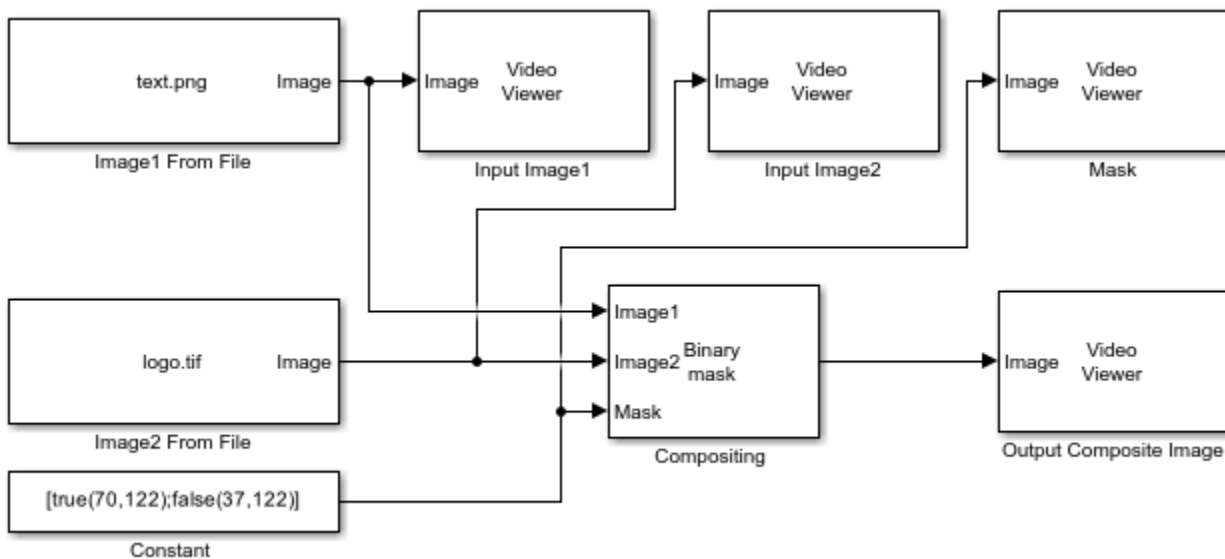 text.png
Image
Image1 From File
Image
Video
Viewer
Input Image1
Image
Video
Viewer
Input Image2
Image
Video
Viewer
Mask
logo.tif
Image
Image2 From File
Image1
Image2
Mask
Binary
mask
Compositing
Image
Video
Viewer
Output Composite Image
[true(70,122);false(37,122)]
Constant